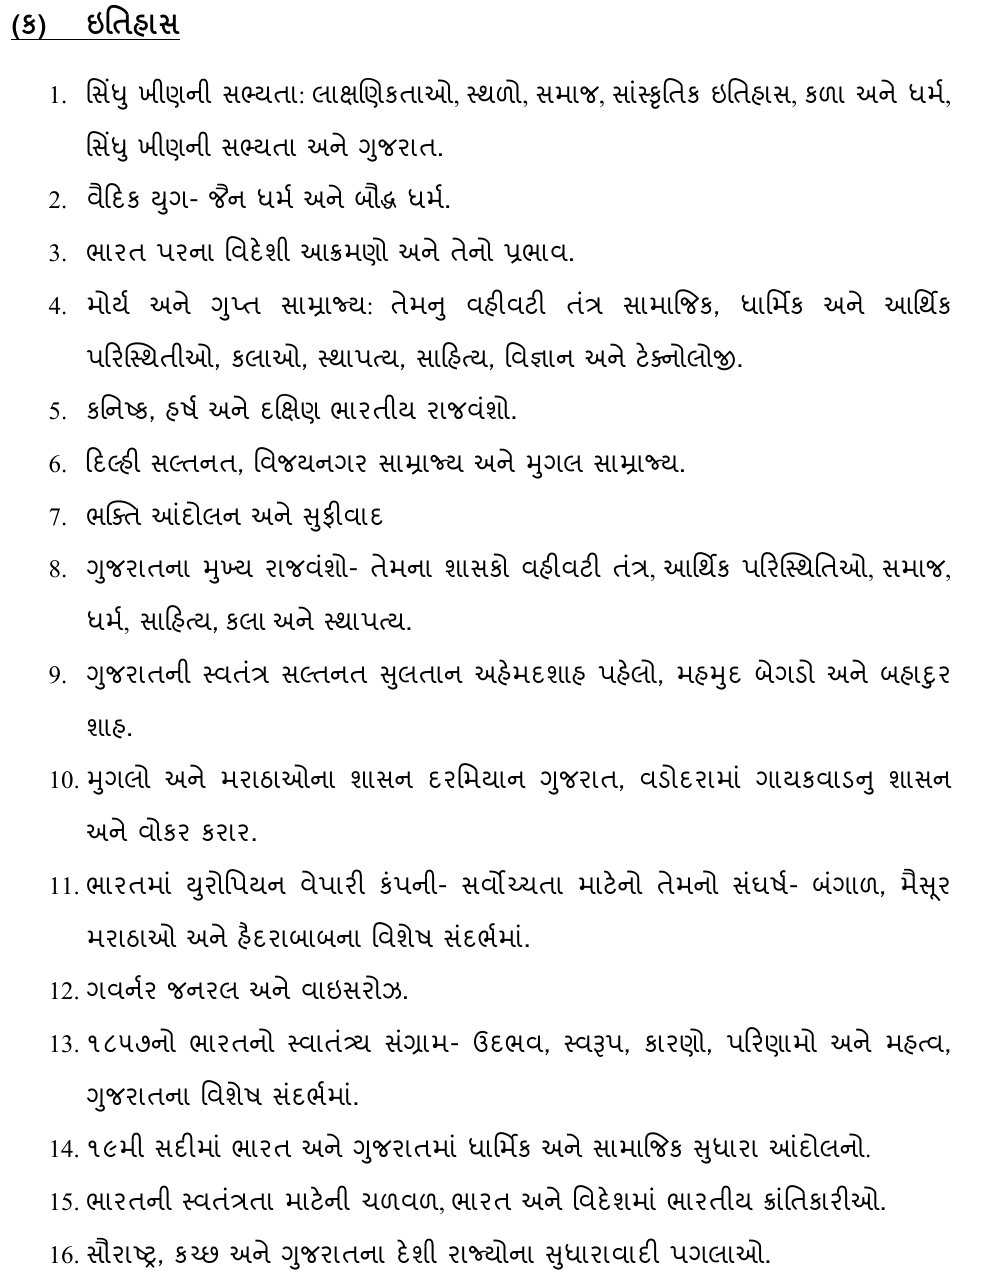 (ક) ઇતિહાસ
1. સિંધુ ખીણની સભ્યતા: લાક્ષણિકતાઓ, સ્થળો, સમાજ, સાંસ્કૃતિક ઇતિહાસ, કળા અને ધર્મ,
સિંધુ ખીણની સભ્યતા અને ગુજરાત.
2. વૈદિક યુગ- જૈન ધર્મ અને બૌદ્ધ ધર્મ.
3. ભારત પરના વિદેશી આક્રમણો અને તેનો પ્રભાવ.
4. મોર્ય અને ગુપ્ત સામ્રાજ્ય: તેમનુ વહીવટી તંત્ર સામાજિક, ધાર્મિક અને આર્થિક
પરિસ્થિતીઓ, કલાઓ, સ્થાપત્ય, સાહિત્ય, વિજ્ઞાન અને ટેક્નોલોજી.
5. કનિષ્ક, હર્ષ અને દક્ષિણ ભારતીય રાજવંશો.
6. દિલ્હી સલ્તનત, વિજયનગર સામ્રાજ્ય અને મુગલ સામ્રાજ્ય.
7. ભક્તિ આંદોલન અને સુફીવાદ
8. ગુજરાતના મુખ્ય રાજવંશો- તેમના શાસકો વહીવટી તંત્ર, આર્થિક પરિસ્થિતિઓ, સમાજ,
ધર્મ, સાહિત્ય, કલા અને સ્થાપત્ય.
9. ગુજરાતની સ્વતંત્ર સલ્તનત સુલતાન અહેમદશાહ પહેલો, મહમુદ બેગડો અને બહાદુર
શાહ.
10. મુગલો અને મરાઠાઓના શાસન દરમિયાન ગુજરાત, વડોદરામાં ગાયકવાડનુ શાસન
અને વોકર કરાર.
11. ભારતમાં યુરોપિયન વેપારી કંપની- સર્વોચ્યતા માટેનો તેમનો સંઘર્ષ- બંગાળ, મૈસૂર
મરાઠાઓ અને હૈદરાબાબના વિશેષ સંદર્ભમાં.
12. ગવર્નર જનરલ અને વાઇસરોઝ.
13. ૧૮૫૭નો ભારતનો સ્વાતંત્ર્ય સંગ્રામ- ઉદભવ, સ્વરૂપ, કારણો, પરિણામો અને મહત્વ,
ગુજરાતના વિશેષ સંદર્ભમાં.
14. ૧૯મી સદીમાં ભારત અને ગુજરાતમાં ધાર્મિક અને સામાજિક સુધારા આંદોલનો.
15. ભારતની સ્વતંત્રતા માટેની ચળવળ, ભારત અને વિદેશમાં ભારતીય ક્રાંતિકારીઓ.
16. સૌરાષ્ટ્ર, કચ્છ અને ગુજરાતના દેશી રાજ્યોના સુધારાવાદી પગલાઓ.